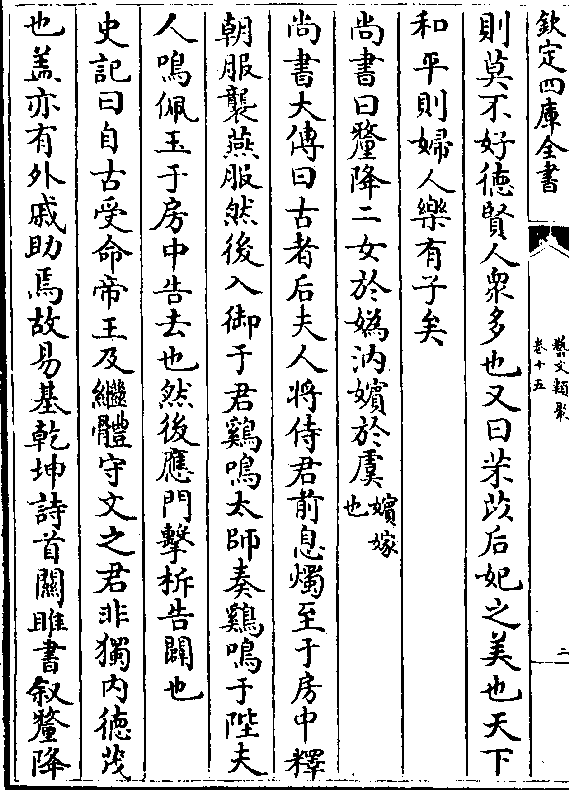 欽定四庫全書
藝文類聚
卷十五
二
則莫不好徳賢人衆多也又曰芣苢后妃之美也天下
和平則婦人樂有子矣
尚書曰釐降二女於媯汭嬪於虞嬪嫁也
尚書大傳曰古者后夫人將侍君前息燭至于房中釋
朝服襲燕服然後入御于君鷄鳴太師奏鷄鳴于陛夫
人鳴佩玉于房中告去也然後應門擊柝告闢也
史記曰自古受命帝王及繼體守文之君非獨内徳茂
也盖亦有外戚助焉故易基乾坤詩首關雎書叙釐降